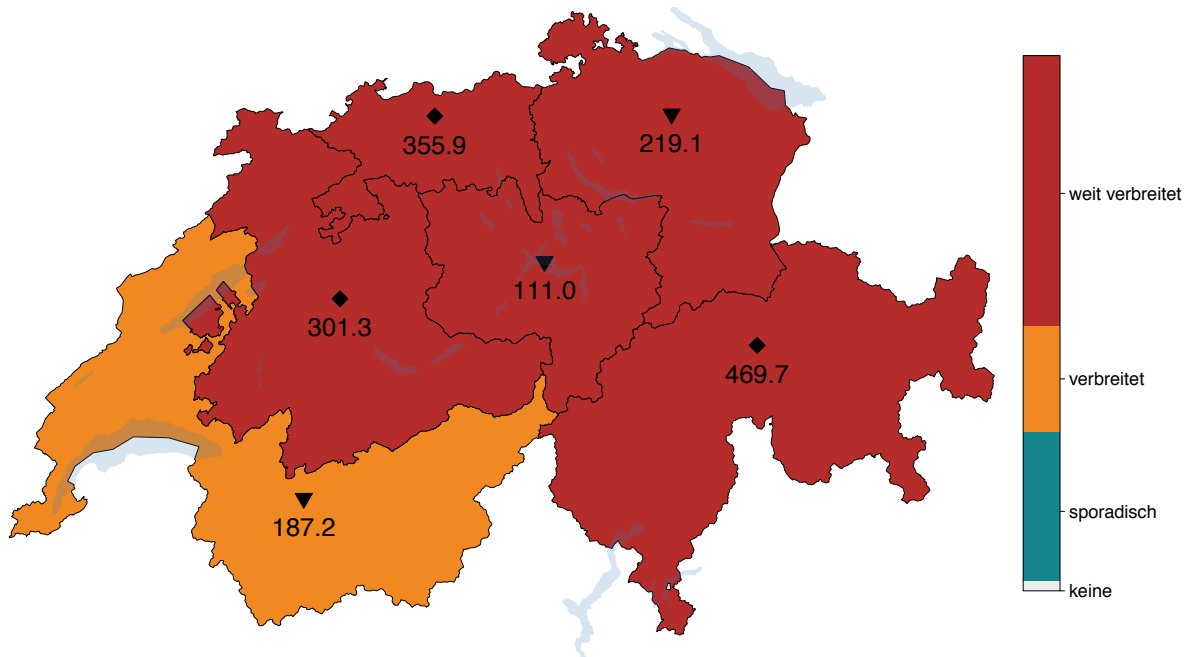 355.9
219.1
111.0
301.3
469.7
187.2
weit verbreitet
verbreitet
sporadisch
keine